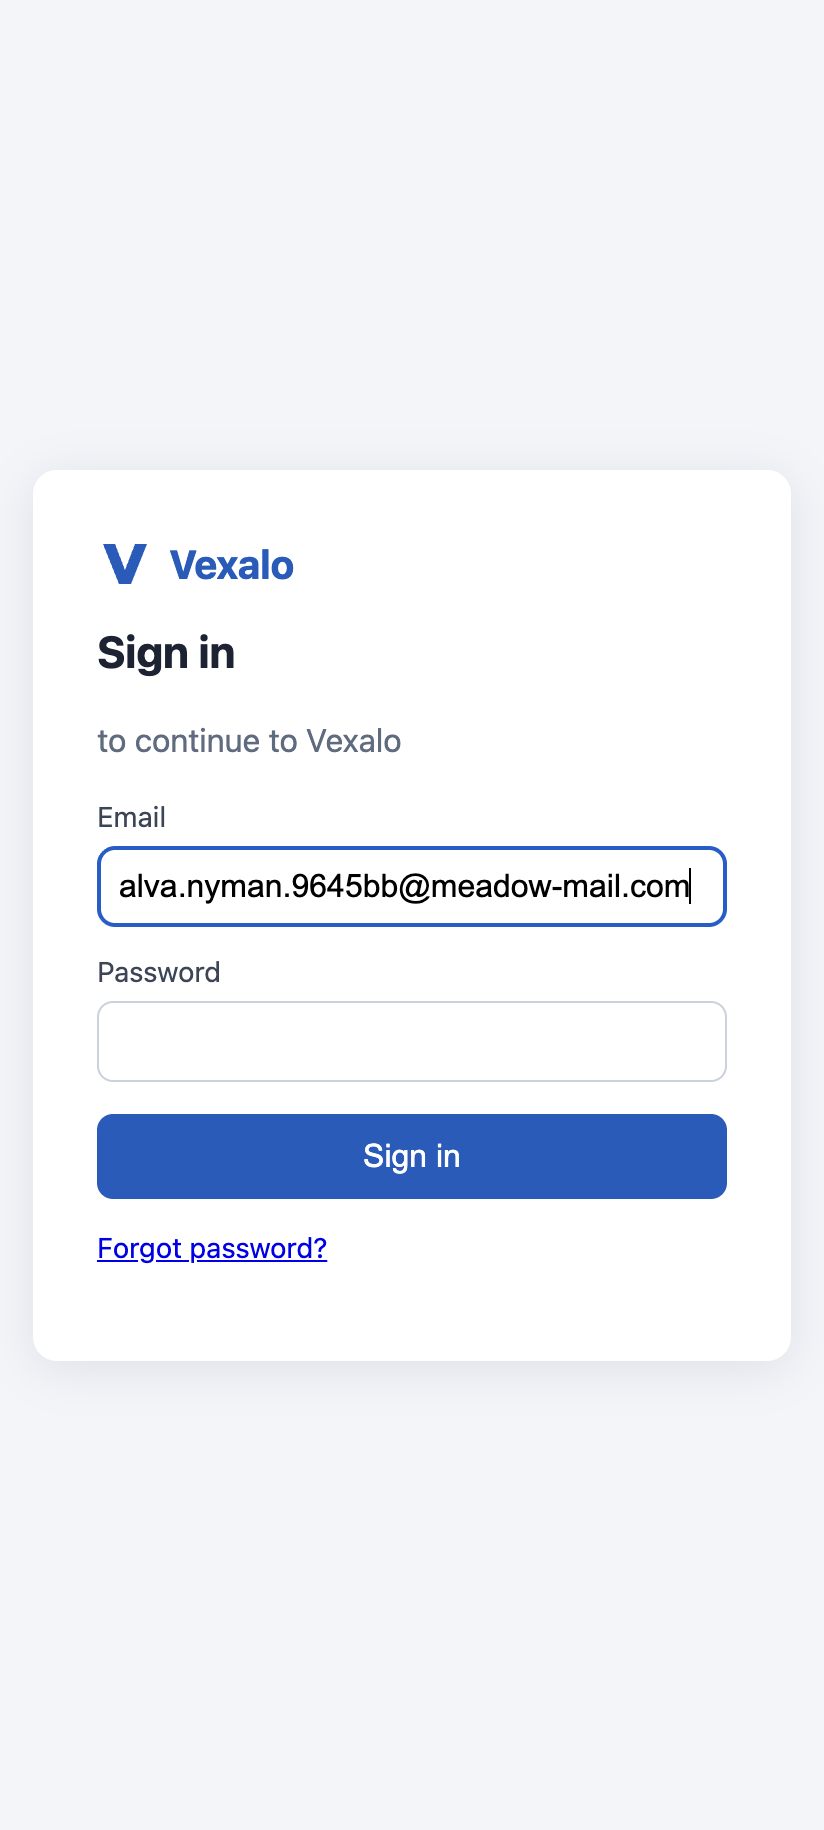 V Vexalo
Sign in
to continue to Vexalo
Email
alva.nyman.9645bb@meadow-mail.com
Password
Sign in
Forgot password?